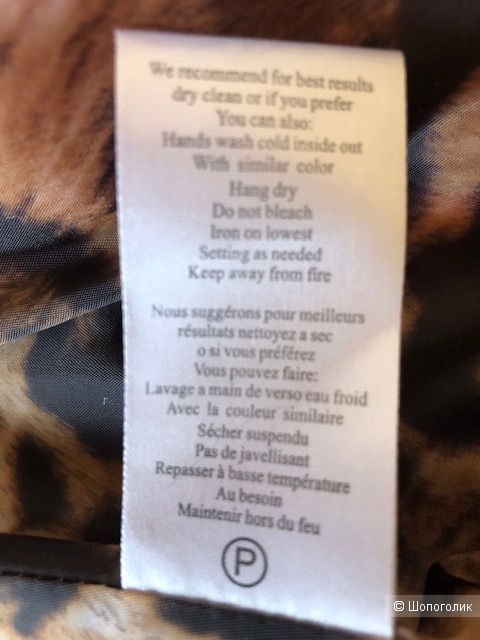 We recommend for best results
dry clean or if you prefer
You can also:
Hands wash cold inside out
With similar color
Hang dry
Do not bleach
Iron on lowest
Setting as needed
Keep away from fire
Nous suggérons pour meilleurs
résultats nettoyez a sec
o si vous préférez
Vous pouvez faire:
Lavage a main de verso eau froid
Avec la couleur similaire
Sécher suspendu
Pas de javellisant
Repasser à basse température
Au besoin
Maintenir hors du feu
P
© Шопоголик